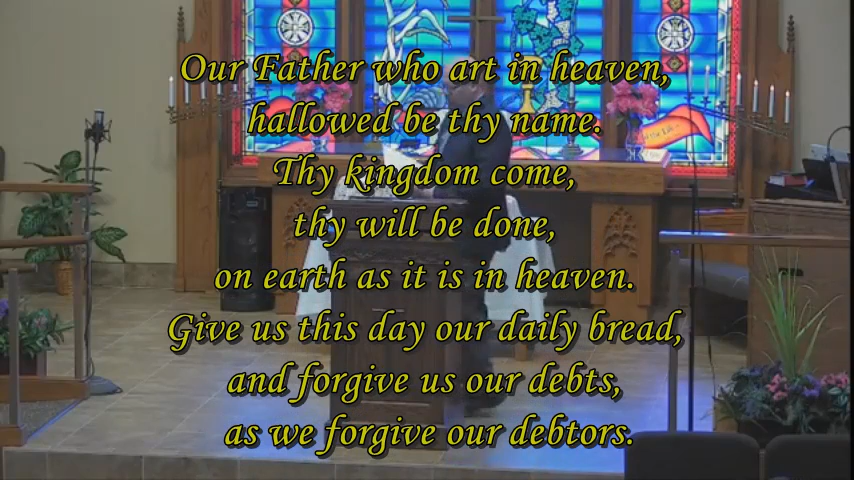 Our Father who art in heaven,
hallowed be thy name.
Thy kingdom come,
thy will be done,
on earth as it is in heaven.
Give us this day our daily bread,
and forgive us our debts,
as we forgive our debtors.